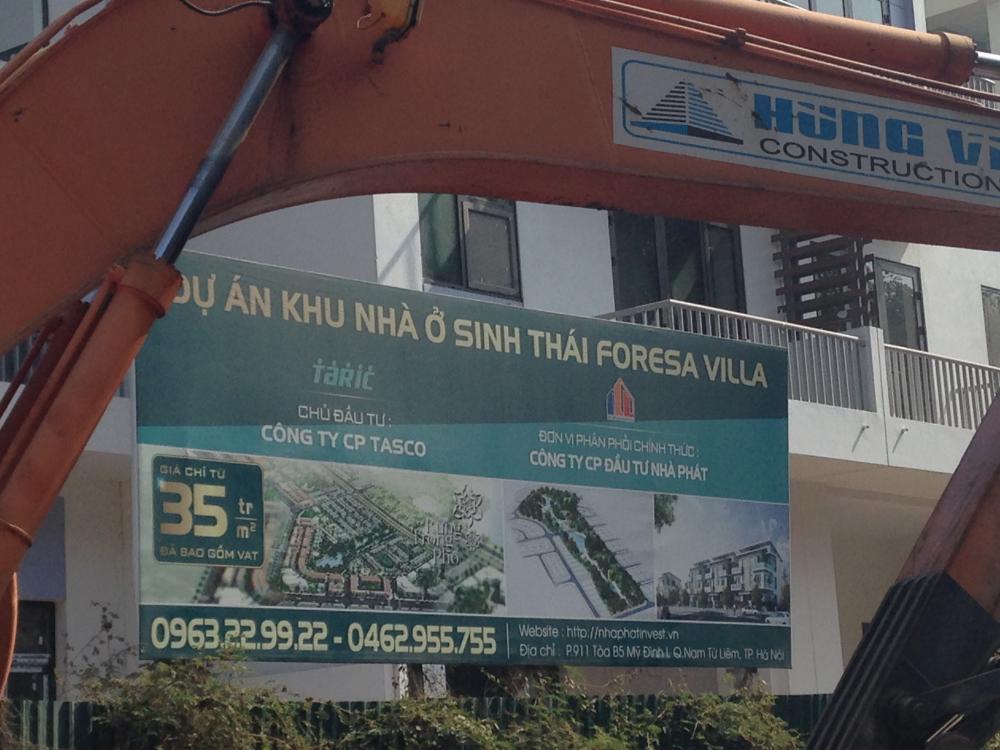 HÙNG
CONSTRUCTION
DỰ ÁN KHU NHÀ Ở SINH THÁI FORESA VILLA
CHỦ ĐẦU TƯ :
CÔNG TY CP TASCO
ĐƠN VỊ PHÂN PHỐI CHÍNH THỨC :
CÔNG TY CP ĐẦU TƯ NHÀ PHÁT
GIÁ CHỈ TỪ
35 tr/m²
ĐÃ BAO GỒM VAT
Rừng
Trong
Phố
0963.22.99.22 - 0462.955.755
Website : http://nhaphatinvest.vn
Địa chỉ : P.911 Tòa B5 Mỹ Đình I, Q.Nam Từ Liêm, TP. Hà Nội